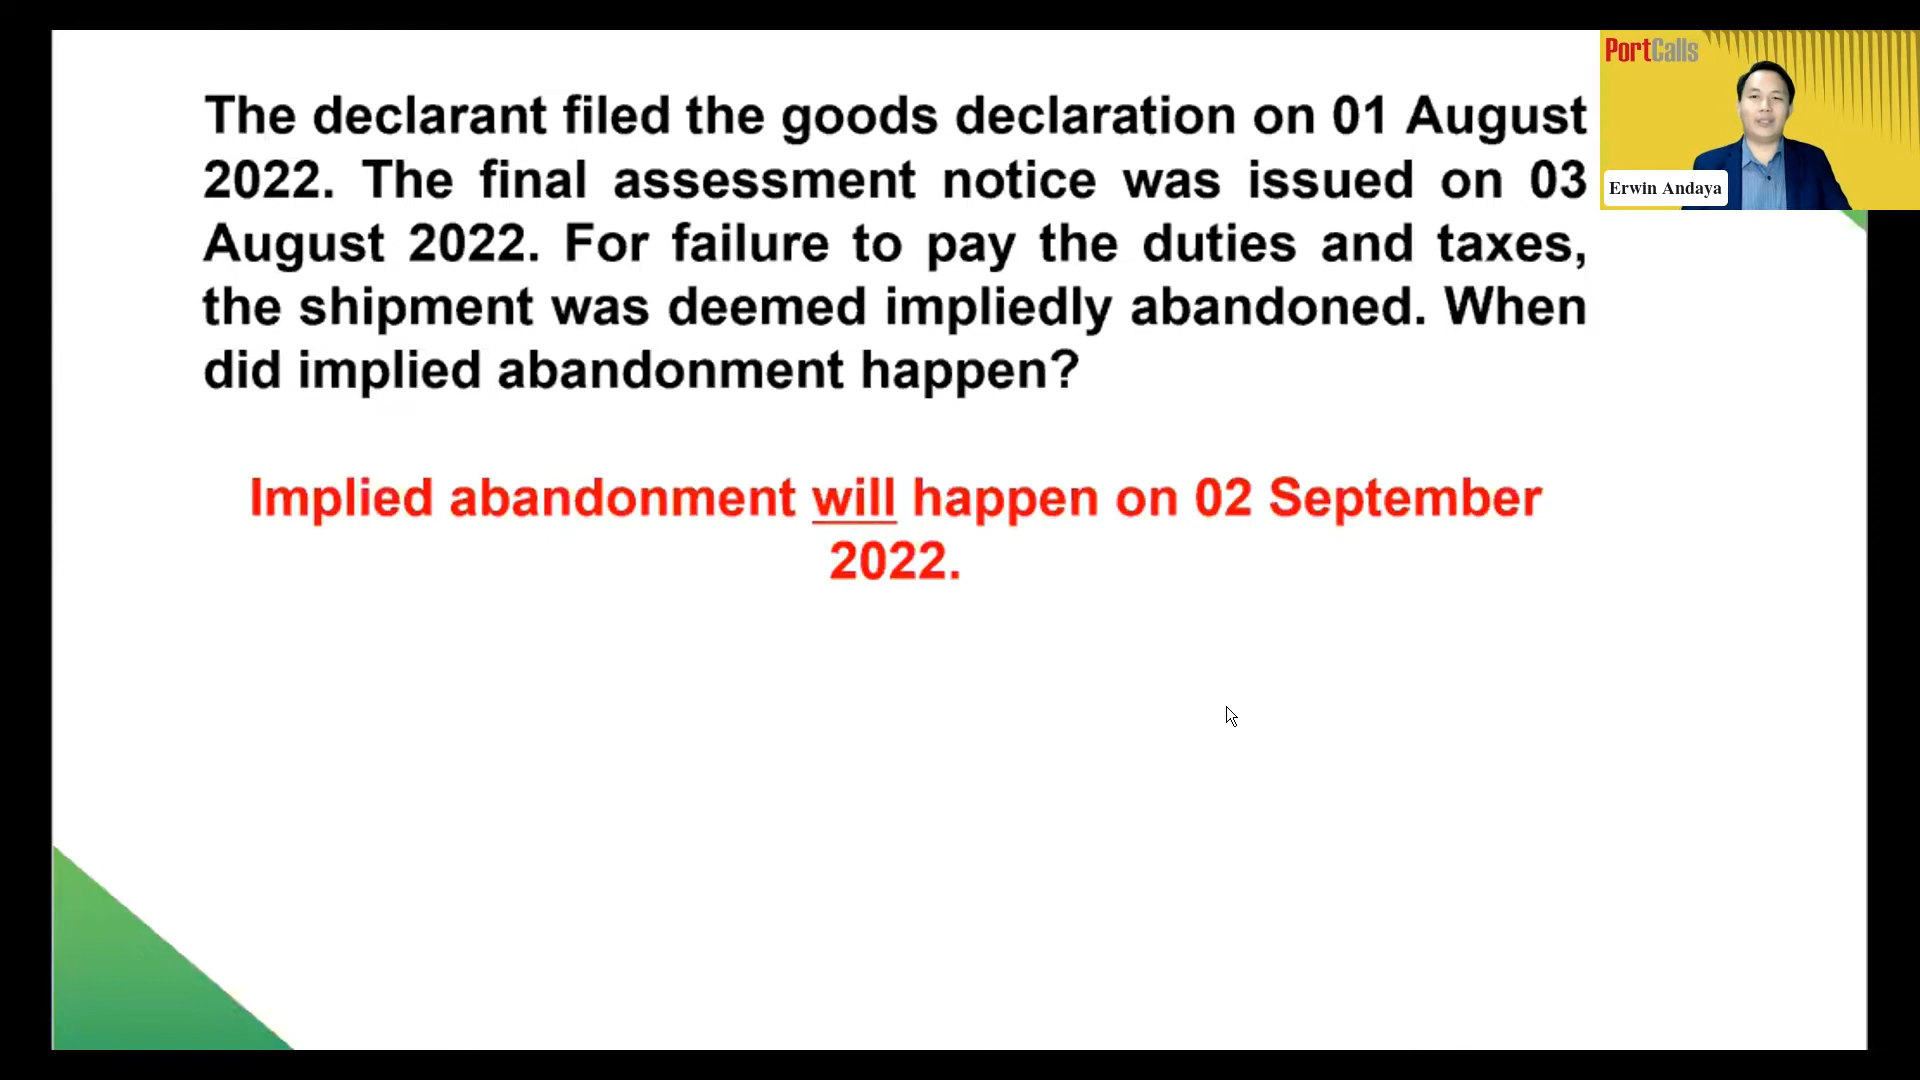 PortCalls
Erwin Andaya
The declarant filed the goods declaration on 01 August
2022. The final assessment notice was issued on 03
August 2022. For failure to pay the duties and taxes,
the shipment was deemed impliedly abandoned. When
did implied abandonment happen?
Implied abandonment will happen on 02 September
2022.